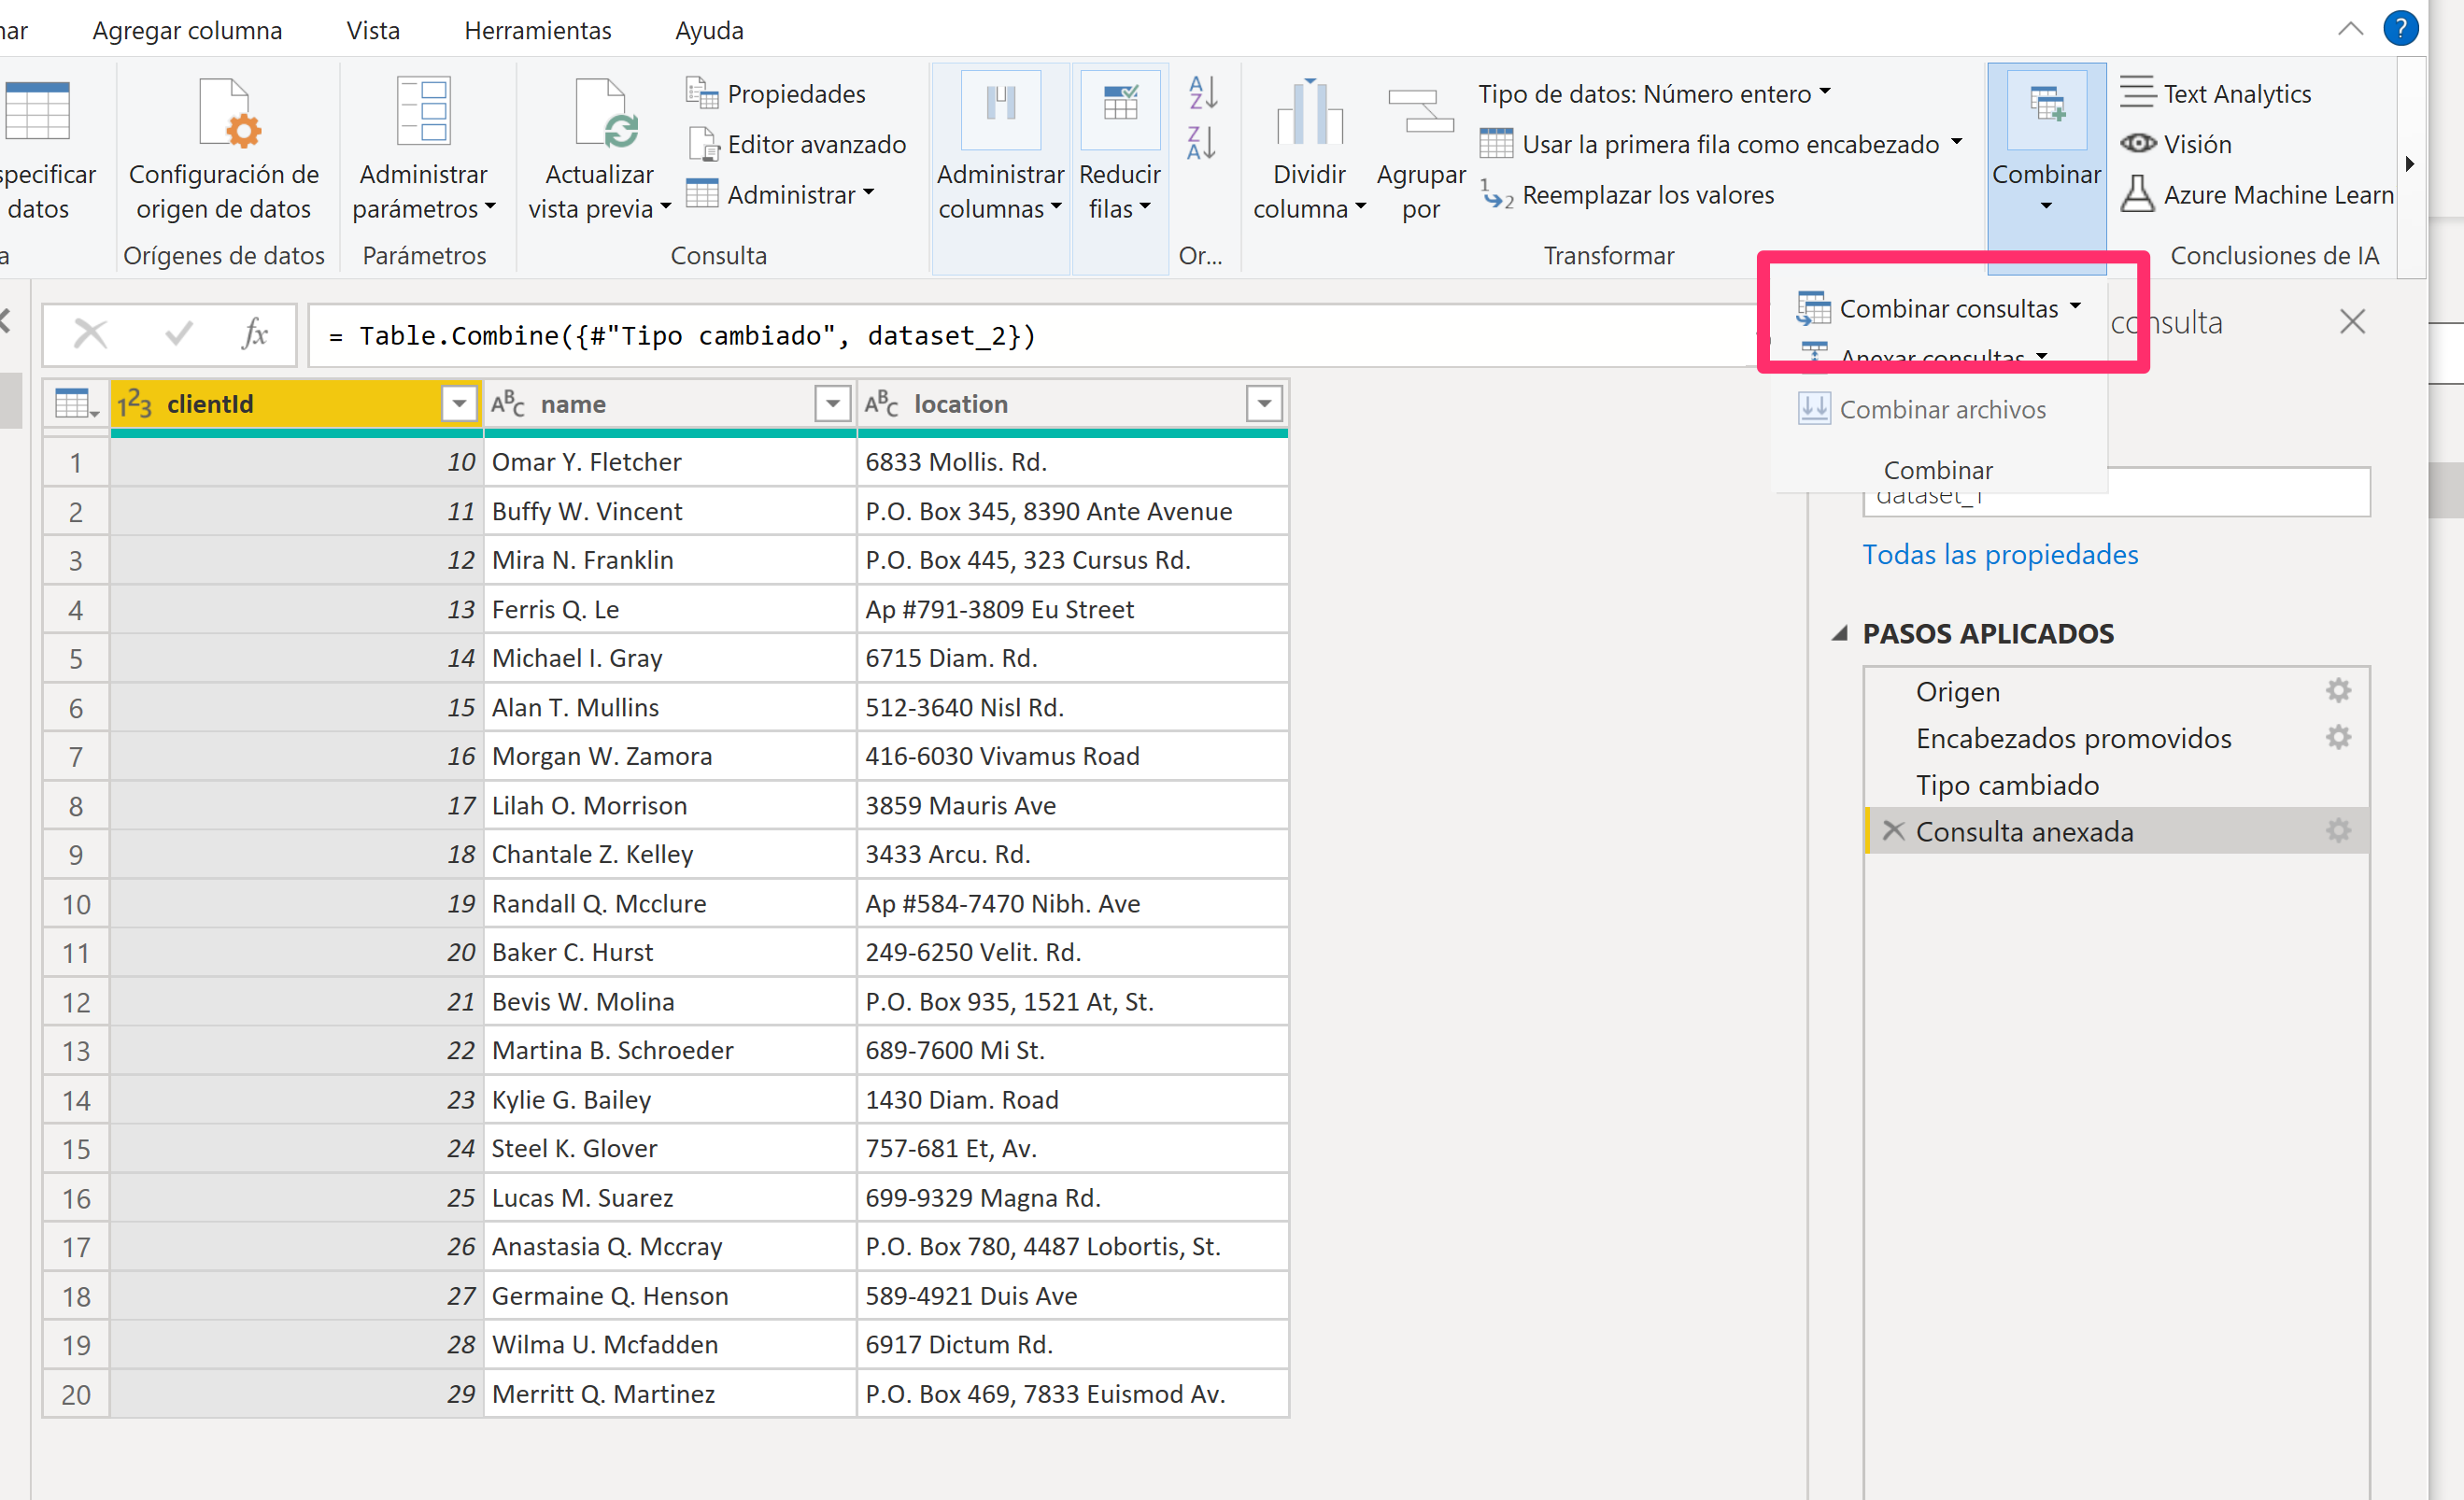 nar Agregar columna Vista Herramientas Ayuda ?
specificar datos
Configuración de origen de datos
Administrar parámetros
Actualizar vista previa
Propiedades
Editor avanzado
Administrar
Administrar columnas
Reducir filas
A Z
Z A
Dividir columna
Agrupar por
Tipo de datos: Número entero
Usar la primera fila como encabezado
1 2 Reemplazar los valores
Combinar
Text Analytics
Visión
Azure Machine Learn
a Orígenes de datos Parámetros Consulta Or... Transformar Conclusiones de IA
Combinar consultas
Anexar consultas
Combinar archivos
Combinar
consulta
fx = Table.Combine({#"Tipo cambiado", dataset_2})
123 clientId ABC name ABC location
1 10 Omar Y. Fletcher 6833 Mollis. Rd.
2 11 Buffy W. Vincent P.O. Box 345, 8390 Ante Avenue
3 12 Mira N. Franklin P.O. Box 445, 323 Cursus Rd.
4 13 Ferris Q. Le Ap #791-3809 Eu Street
5 14 Michael I. Gray 6715 Diam. Rd.
6 15 Alan T. Mullins 512-3640 Nisl Rd.
7 16 Morgan W. Zamora 416-6030 Vivamus Road
8 17 Lilah O. Morrison 3859 Mauris Ave
9 18 Chantale Z. Kelley 3433 Arcu. Rd.
10 19 Randall Q. Mcclure Ap #584-7470 Nibh. Ave
11 20 Baker C. Hurst 249-6250 Velit. Rd.
12 21 Bevis W. Molina P.O. Box 935, 1521 At, St.
13 22 Martina B. Schroeder 689-7600 Mi St.
14 23 Kylie G. Bailey 1430 Diam. Road
15 24 Steel K. Glover 757-681 Et, Av.
16 25 Lucas M. Suarez 699-9329 Magna Rd.
17 26 Anastasia Q. Mccray P.O. Box 780, 4487 Lobortis, St.
18 27 Germaine Q. Henson 589-4921 Duis Ave
19 28 Wilma U. Mcfadden 6917 Dictum Rd.
20 29 Merritt Q. Martinez P.O. Box 469, 7833 Euismod Av.
dataset_1
Todas las propiedades
PASOS APLICADOS
Origen
Encabezados promovidos
Tipo cambiado
Consulta anexada